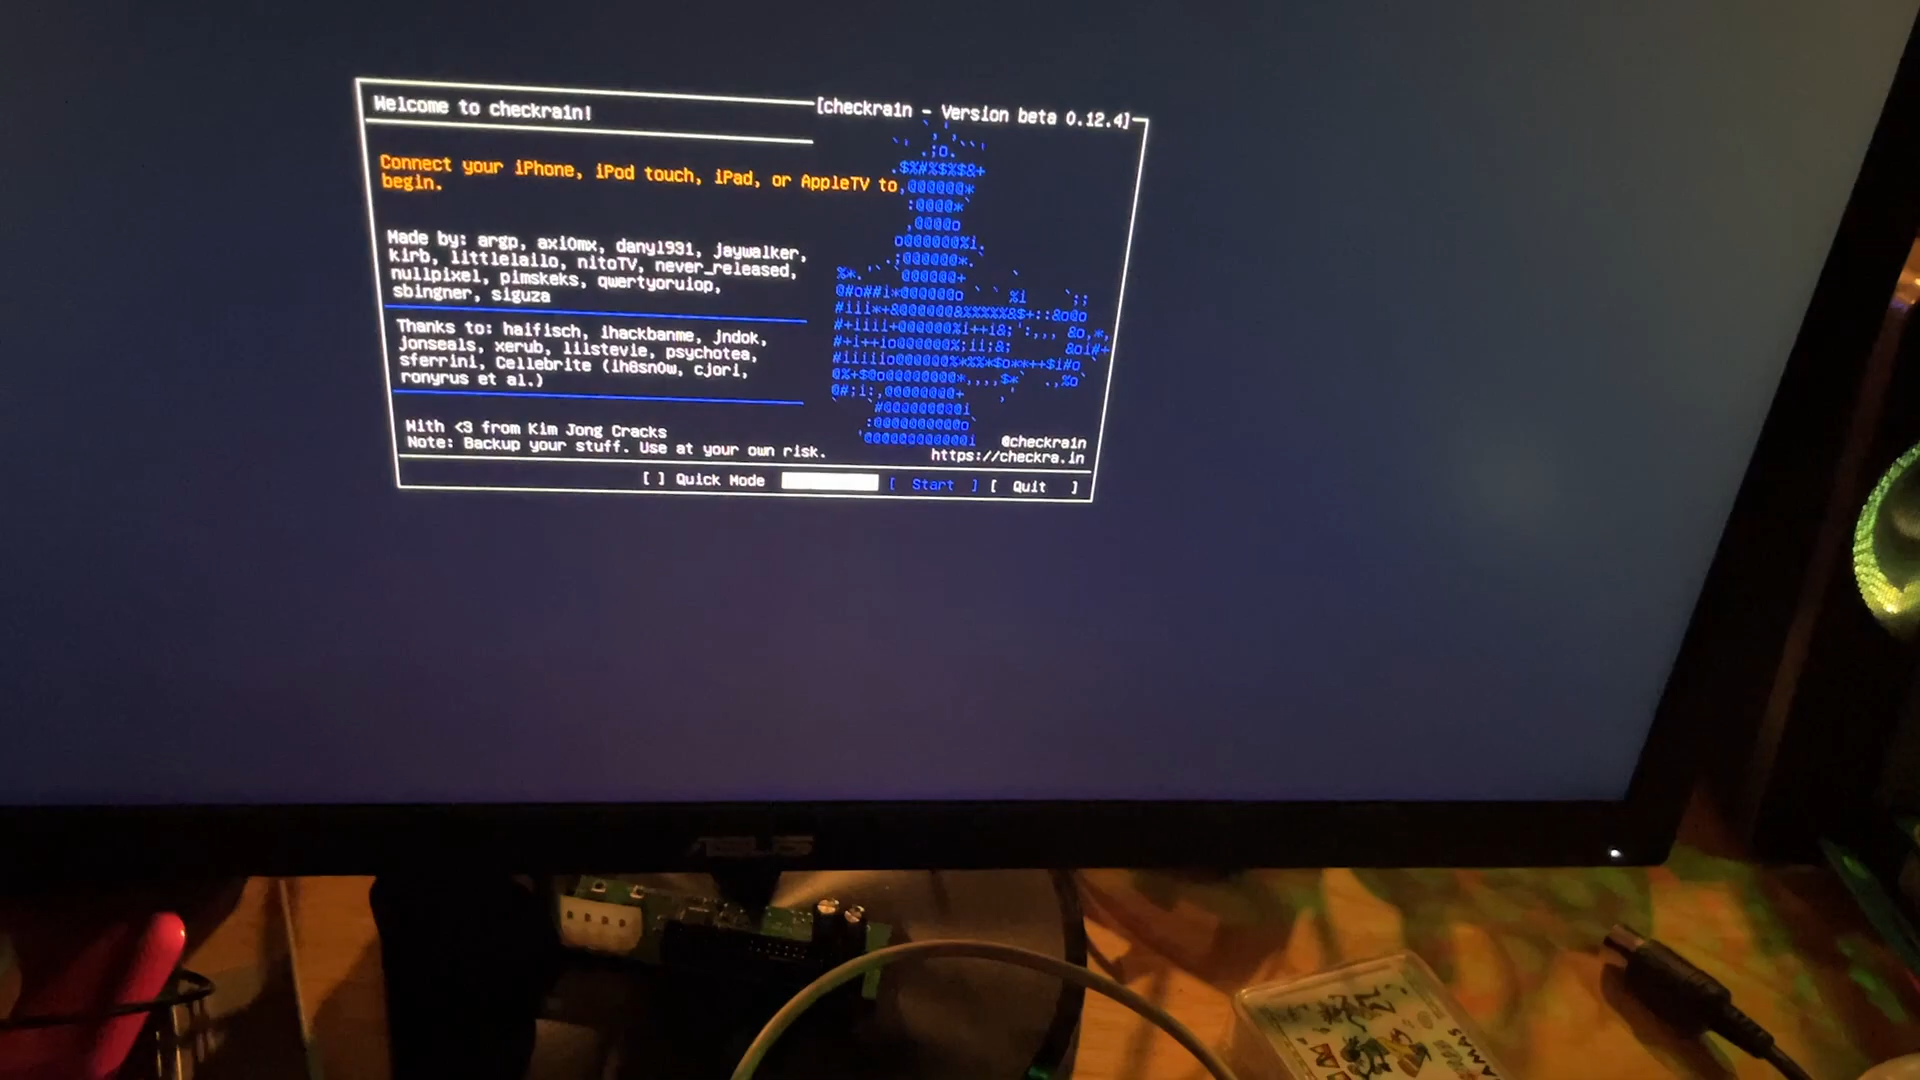 Welcome to checkra1n!
[checkra1n - Version beta 0.12.4]
Connect your iPhone, iPod touch, iPad, or AppleTV to
begin.
Made by: argp, axi0mx, danyl931, jaywalker,
kirb, littlelailo, nitoTV, never_released,
nullpixel, pimskeks, qwertyoruiop,
sbingner, siguza
Thanks to: haifisch, ihackbanme, jndok,
jonseals, xerub, lilstevie, psychotea,
sferrini, Cellebrite (ih8sn0w, cjori,
ronyrus et al.)
With <3 from Kim Jong Cracks
Note: Backup your stuff. Use at your own risk.
@checkra1n
https://checkra.in
[ ] Quick Mode [ Start ] [ Quit ]
ASUS